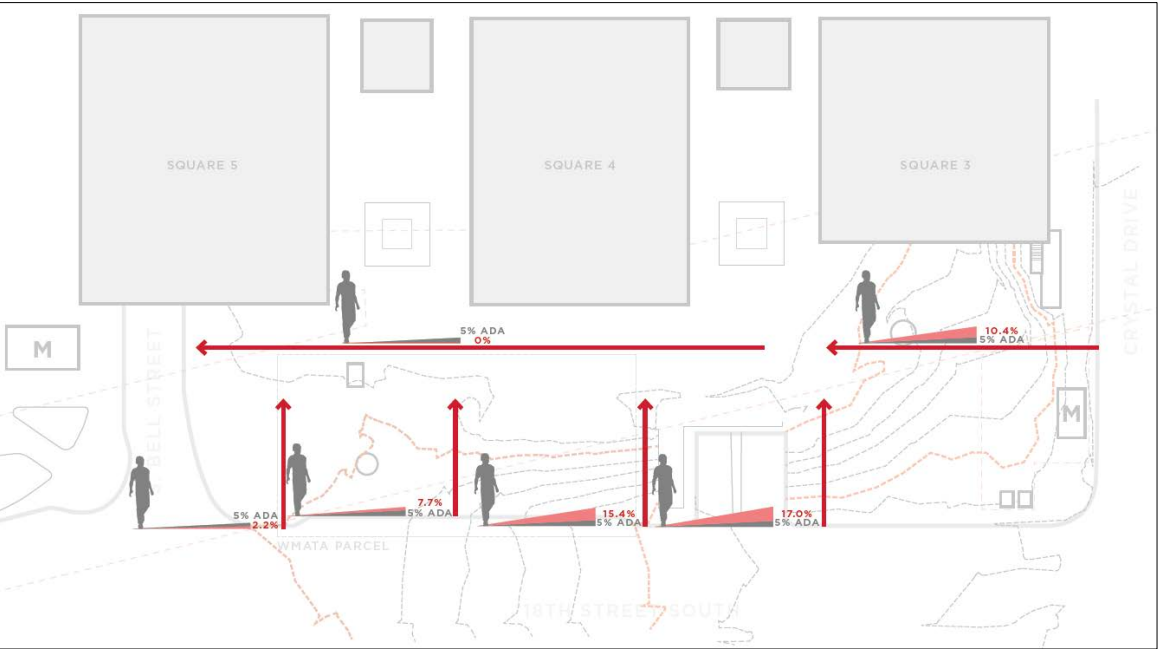 SQUARE 5
SQUARE 4
SQUARE 3
CRYSTAL DRIVE
5% ADA
0%
10.4%
5% ADA
M
BELL STREET
M
7.7%
5% ADA
5% ADA
2.2%
15.4%
5% ADA
17.0%
5% ADA
WMATA PARCEL
18TH STREET SOUTH